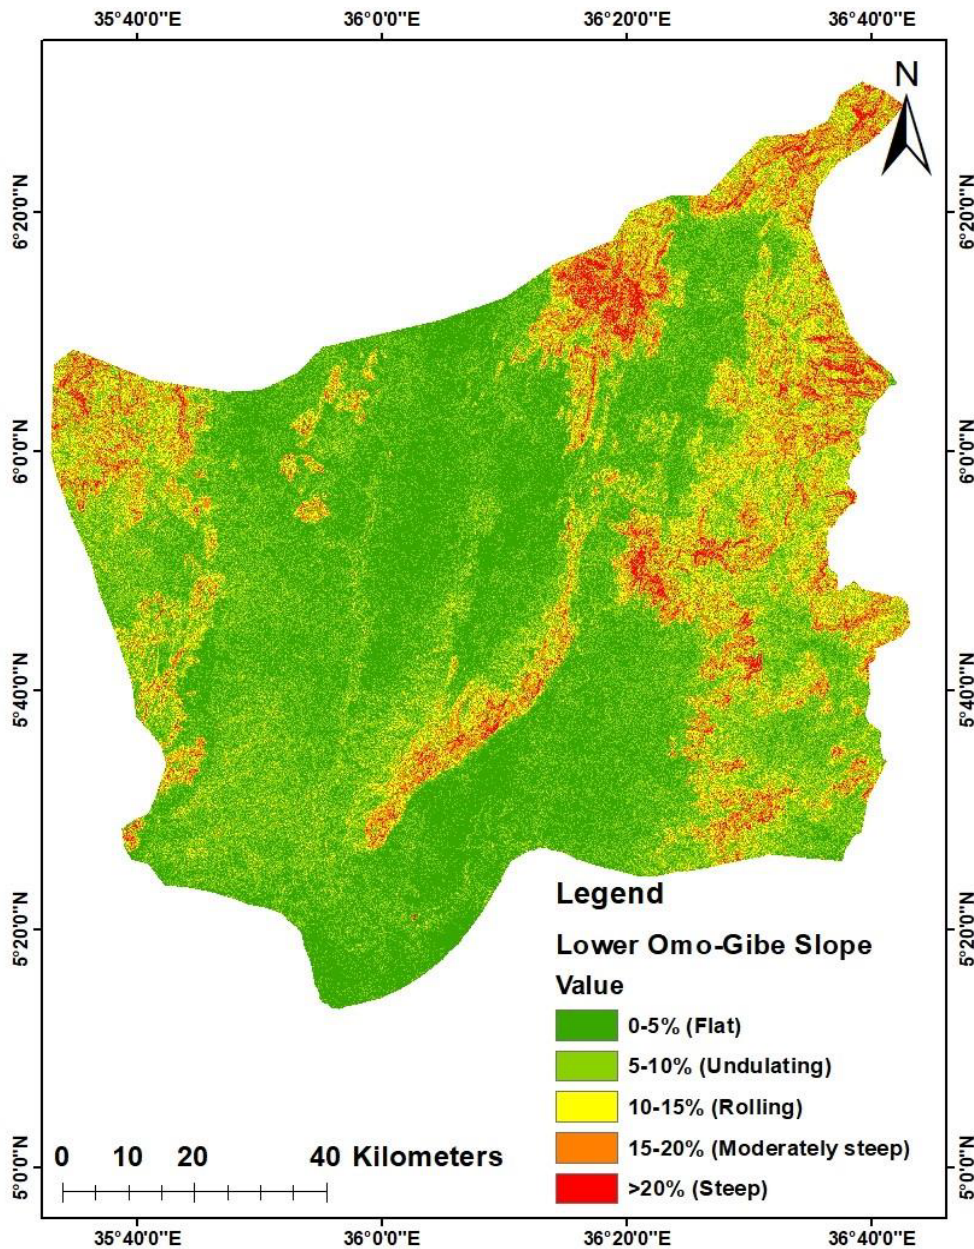 35°40'0"E 36°0'0"E 36°20'0"E 36°40'0"E
N
6°20'0"N 6°20'0"N
6°0'0"N 6°0'0"N
5°40'0"N 5°40'0"N
5°20'0"N 5°20'0"N
Legend
Lower Omo-Gibe Slope
Value
0-5% (Flat)
5-10% (Undulating)
10-15% (Rolling)
15-20% (Moderately steep)
>20% (Steep)
0 10 20 40 Kilometers
5°0'0"N 5°0'0"N
35°40'0"E 36°0'0"E 36°20'0"E 36°40'0"E